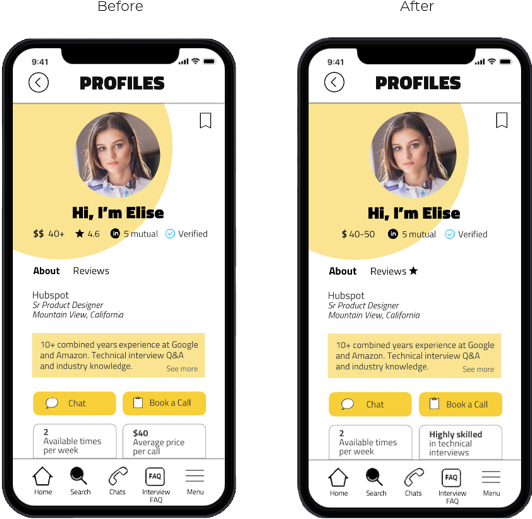 Before
9:41
PROFILES
Hi, I'm Elise
$$ 40+ 4.6 in 5 mutual Verified
About Reviews
Hubspot
Sr Product Designer
Mountain View, California
10+ combined years experience at Google
and Amazon. Technical interview Q&A
and industry knowledge.
See more
Chat Book a Call
2
Available times
per week
$40
Average price
per call
FAQ
Home Search Chats Interview FAQ Menu
After
9:41
PROFILES
Hi, I'm Elise
$ 40-50 in 5 mutual Verified
About Reviews
Hubspot
Sr Product Designer
Mountain View, California
10+ combined years experience at Google
and Amazon. Technical interview Q&A
and industry knowledge.
See more
Chat Book a Call
2
Available times
per week
Highly skilled
in technical
interviews
FAQ
Home Search Chats Interview FAQ Menu